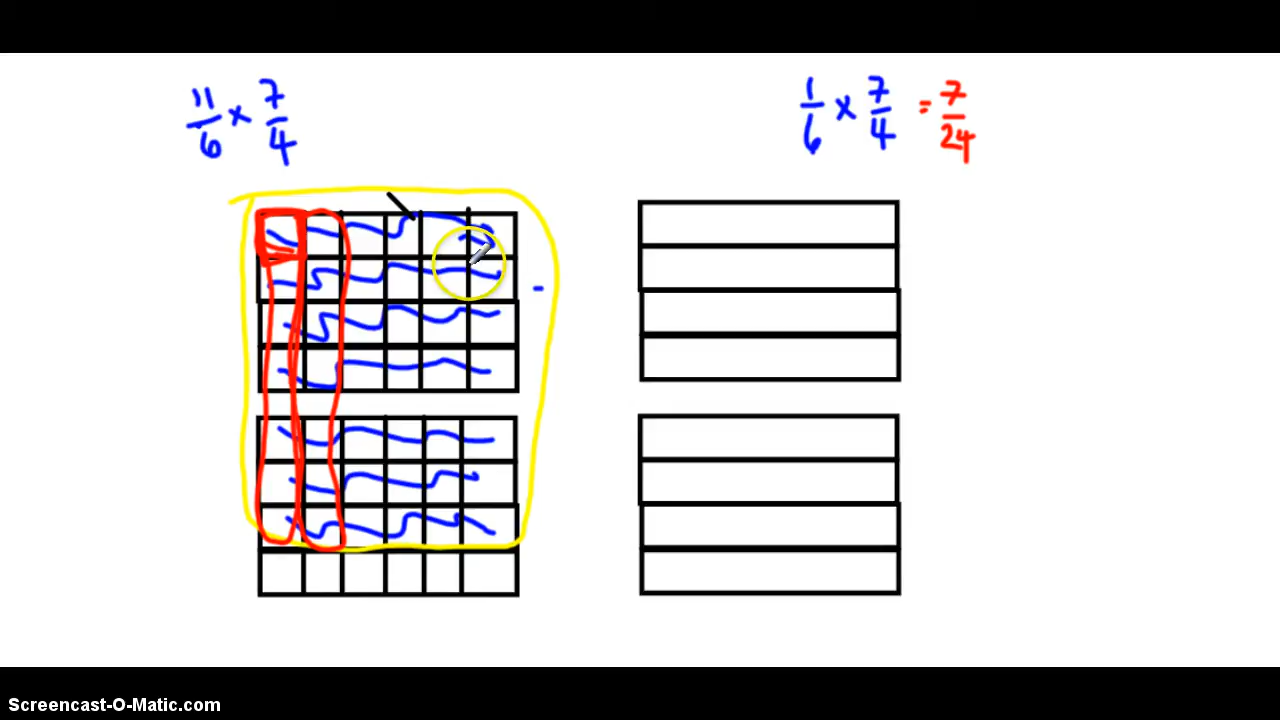 11/6 × 7/4
1/6 × 7/4 = 7/24
Screencast-O-Matic.com